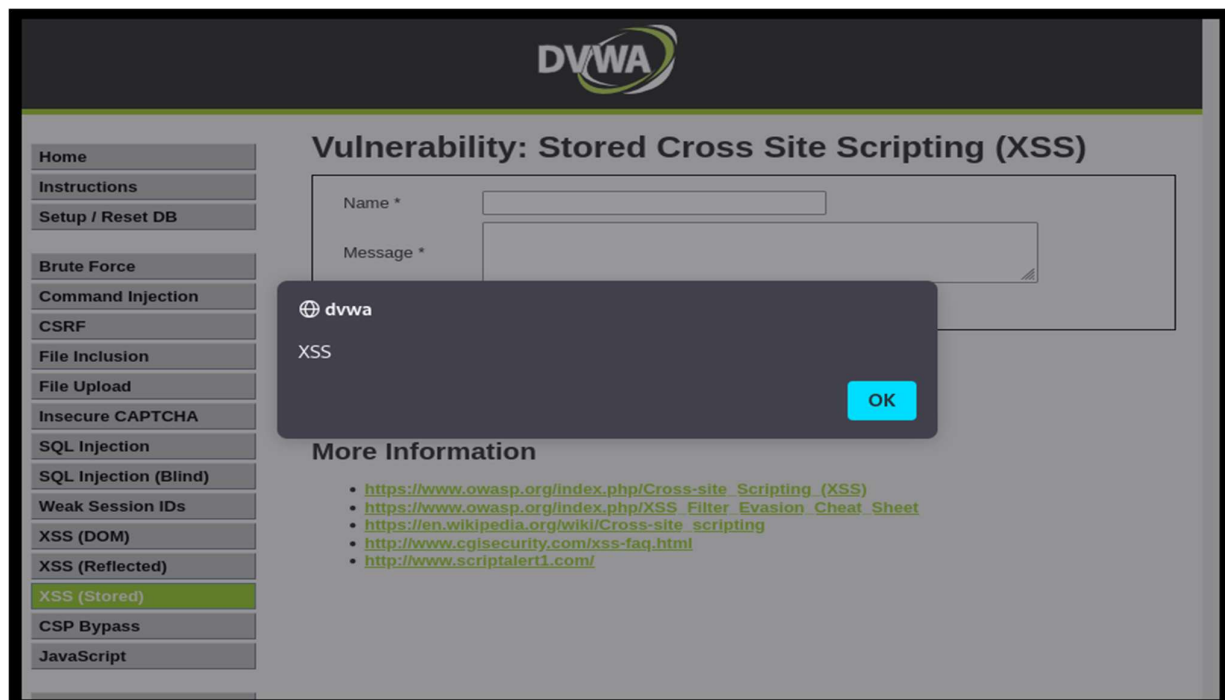 DVWA
Home
Instructions
Setup / Reset DB
Brute Force
Command Injection
CSRF
File Inclusion
File Upload
Insecure CAPTCHA
SQL Injection
SQL Injection (Blind)
Weak Session IDs
XSS (DOM)
XSS (Reflected)
XSS (Stored)
CSP Bypass
JavaScript
Vulnerability: Stored Cross Site Scripting (XSS)
Name *
Message *
dvwa
XSS
OK
More Information
https://www.owasp.org/index.php/Cross-site_Scripting_(XSS)
https://www.owasp.org/index.php/XSS_Filter_Evasion_Cheat_Sheet
https://en.wikipedia.org/wiki/Cross-site_scripting
http://www.cgisecurity.com/xss-faq.html
http://www.scriptalert1.com/